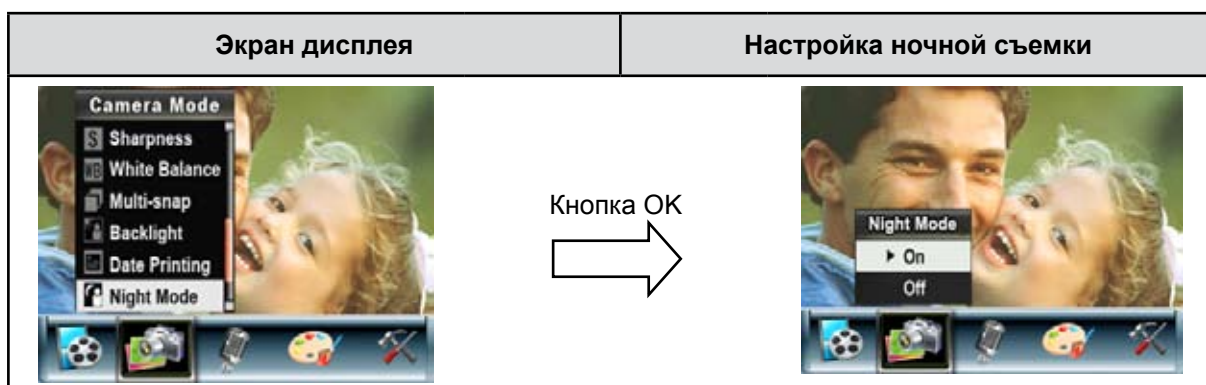 Экран дисплея
Настройка ночной съемки
Camera Mode
S Sharpness
WB White Balance
Multi-snap
Backlight
Date Printing
Night Mode
Кнопка OK
Night Mode
On
Off